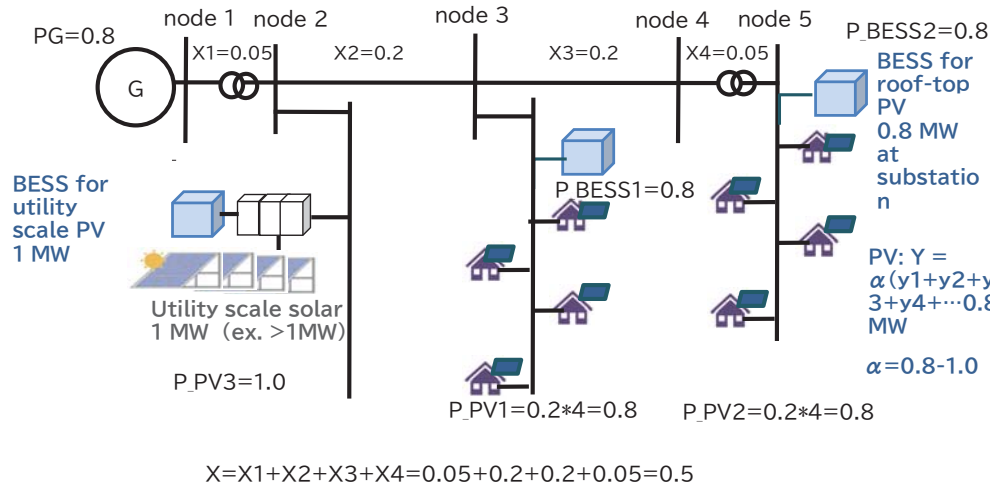 node 1
node 2
node 3
node 4
node 5
PG=0.8
X1=0.05
X2=0.2
X3=0.2
X4=0.05
P_BESS2=0.8
G
BESS for
roof-top
PV
0.8 MW
at
substatio
n
BESS for
utility
scale PV
1 MW
P_BESS1=0.8
Utility scale solar
1 MW (ex. >1MW)
PV: Y =
α(y1+y2+y
3+y4+…0.8
MW
α=0.8-1.0
P_PV3=1.0
P_PV1=0.2*4=0.8
P_PV2=0.2*4=0.8
X=X1+X2+X3+X4=0.05+0.2+0.2+0.05=0.5